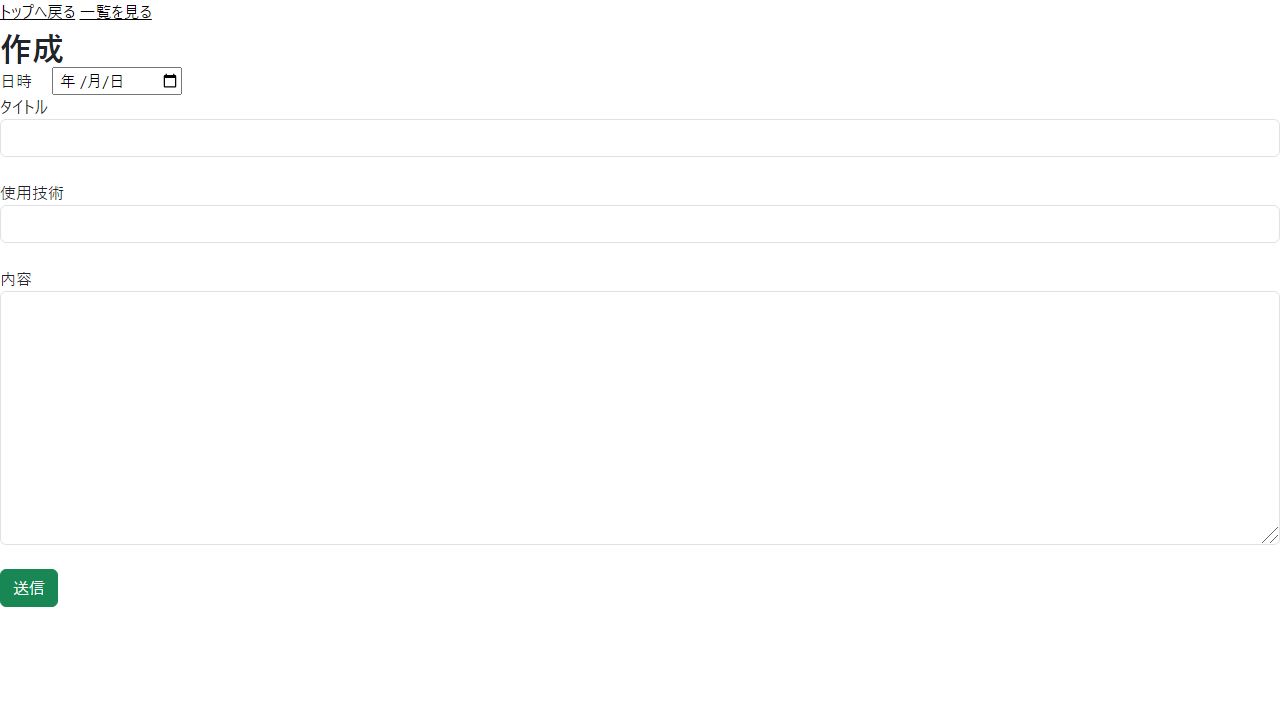 トップへ戻る 一覧を見る
作成
日時 年 /月/日
タイトル
使用技術
内容
送信